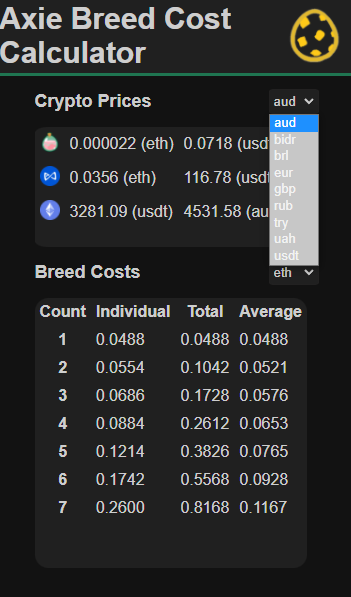 Axie Breed Cost
Calculator
Crypto Prices
aud
0.000022 (eth) 0.0718 (usd
0.0356 (eth) 116.78 (usdt
3281.09 (usdt) 4531.58 (au
aud
bidr
brl
eur
gbp
rub
try
uah
usdt
Breed Costs
eth
Count Individual Total Average
1 0.0488 0.0488 0.0488
2 0.0554 0.1042 0.0521
3 0.0686 0.1728 0.0576
4 0.0884 0.2612 0.0653
5 0.1214 0.3826 0.0765
6 0.1742 0.5568 0.0928
7 0.2600 0.8168 0.1167